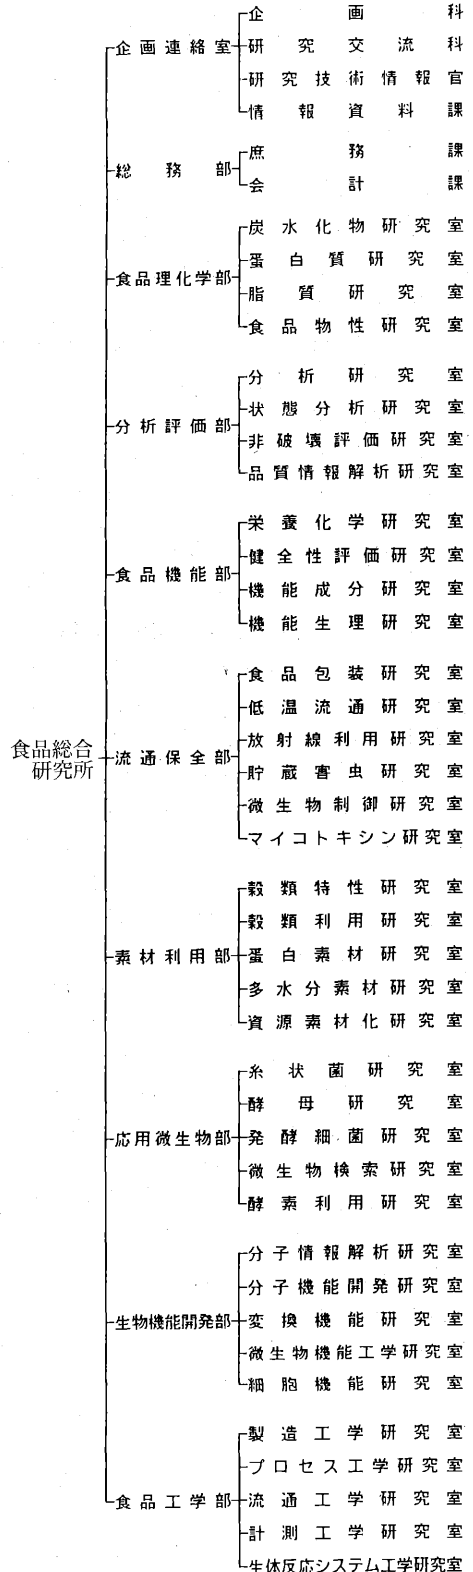 食品総合
研究所
企画連絡室
企画科
研究交流科
研究技術情報官
情報資料課
総務部
庶務課
会計課
食品理化学部
炭水化物研究室
蛋白質研究室
脂質研究室
食品物性研究室
分析評価部
分析研究室
状態分析研究室
非破壊評価研究室
品質情報解析研究室
食品機能部
栄養化学研究室
健全性評価研究室
機能成分研究室
機能生理研究室
流通保全部
食品包装研究室
低温流通研究室
放射線利用研究室
貯蔵害虫研究室
微生物制御研究室
マイコトキシン研究室
素材利用部
穀類特性研究室
穀類利用研究室
蛋白素材研究室
多水分素材研究室
資源素材化研究室
応用微生物部
糸状菌研究室
酵母研究室
発酵細菌研究室
微生物検索研究室
酵素利用研究室
生物機能開発部
分子情報解析研究室
分子機能開発研究室
変換機能研究室
微生物機能工学研究室
細胞機能研究室
食品工学部
製造工学研究室
プロセス工学研究室
流通工学研究室
計測工学研究室
生体反応システム工学研究室